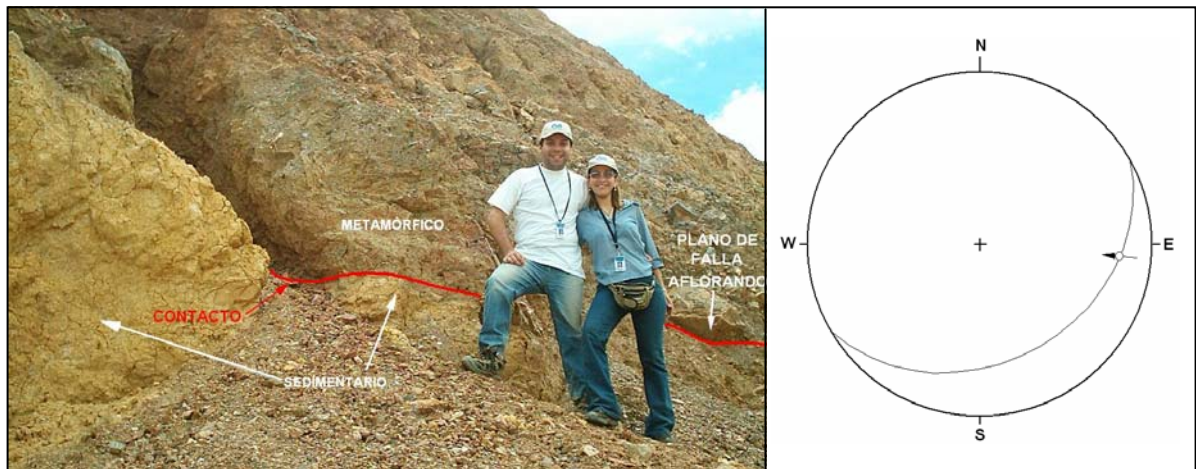 METAMÓRFICO
PLANO DE
FALLA
AFLORANDO
CONTACTO
SEDIMENTARIO
N
W
E
S